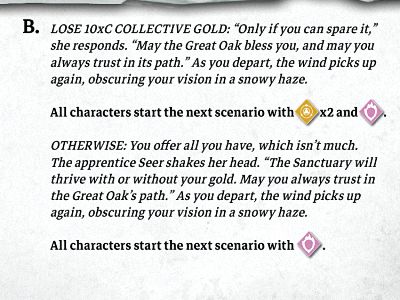 B. LOSE 10xC COLLECTIVE GOLD: “Only if you can spare it,”
she responds. “May the Great Oak bless you, and may you
always trust in its path.” As you depart, the wind picks up
again, obscuring your vision in a snowy haze.
All characters start the next scenario with x2 and .
OTHERWISE: You offer all you have, which isn’t much.
The apprentice Seer shakes her head. “The Sanctuary will
thrive with or without your gold. May you always trust in
the Great Oak’s path.” As you depart, the wind picks up
again, obscuring your vision in a snowy haze.
All characters start the next scenario with .